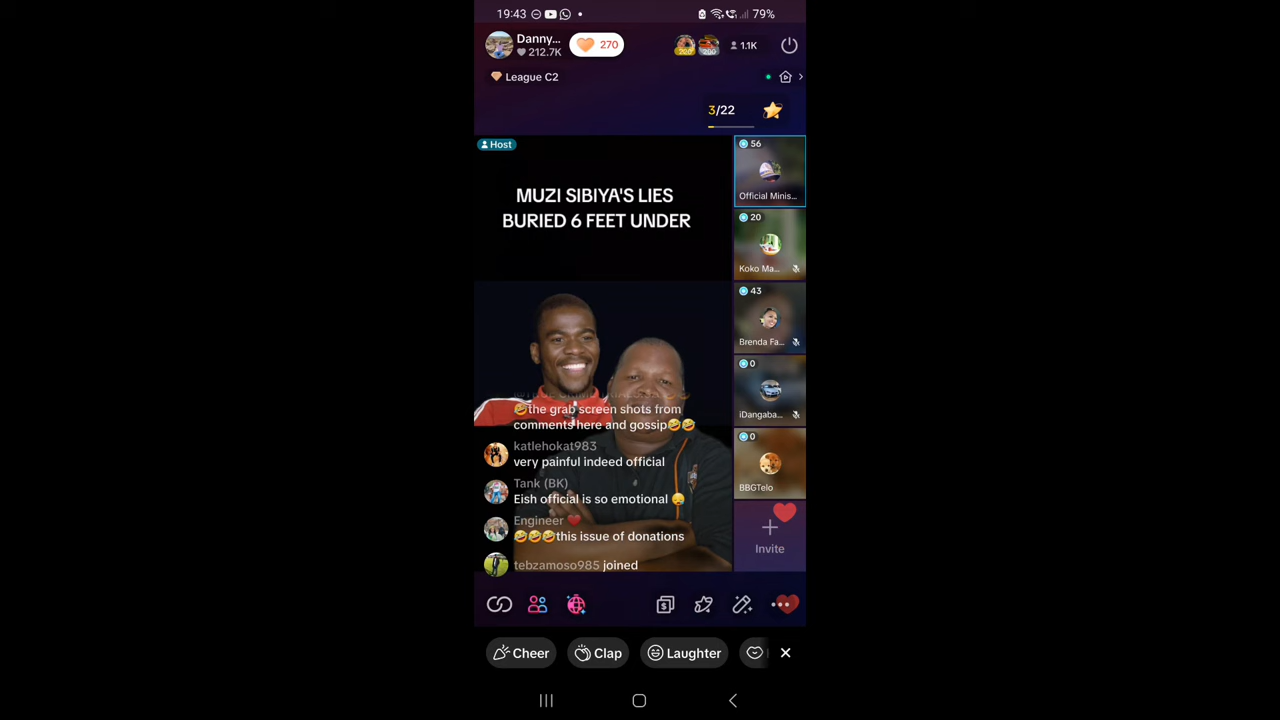 19:43
79%
Danny...
212.7K
270
1.1K
League C2
3/22
Host
56
MUZI SIBIYA'S LIES
BURIED 6 FEET UNDER
Official Minis...
20
Koko Ma...
43
Brenda Fa...
0
iDangaba...
0
BBGTelo
🤣the grab screen shots from
comments here and gossip🤣🤣
katlehokat983
very painful indeed official
Tank (BK)
Eish official is so emotional 😪
Engineer ❤️
🤣🤣🤣this issue of donations
tebzamoso985 joined
Invite
Cheer
Clap
Laughter